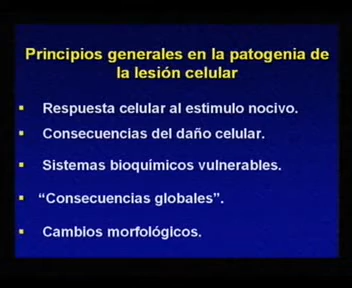 Principios generales en la patogenia de
la lesión celular
▪ Respuesta celular al estimulo nocivo.
▪ Consecuencias del daño celular.
▪ Sistemas bioquímicos vulnerables.
▪ “Consecuencias globales”.
▪ Cambios morfológicos.